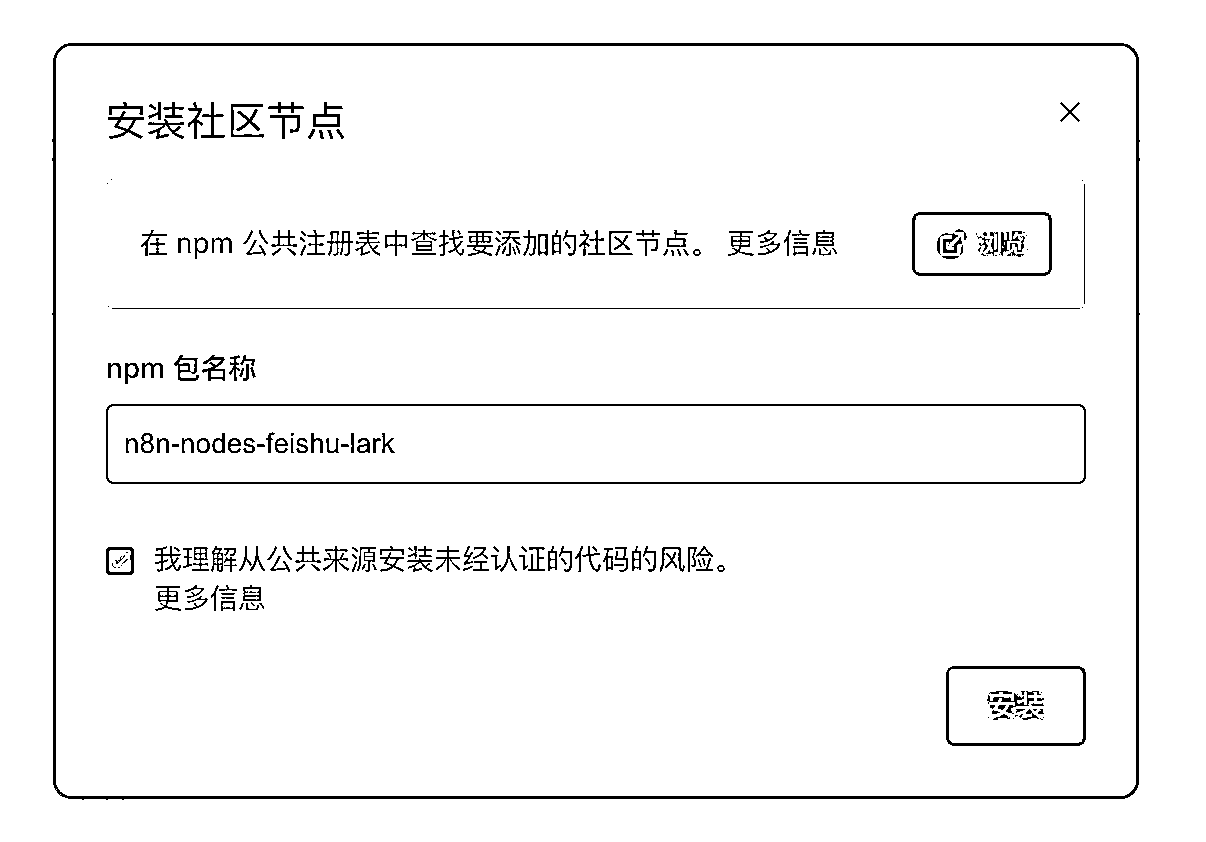 安装社区节点
在 npm 公共注册表中查找要添加的社区节点。 更多信息
浏览
npm 包名称
n8n-nodes-feishu-lark
我理解从公共来源安装未经认证的代码的风险。
更多信息
安装